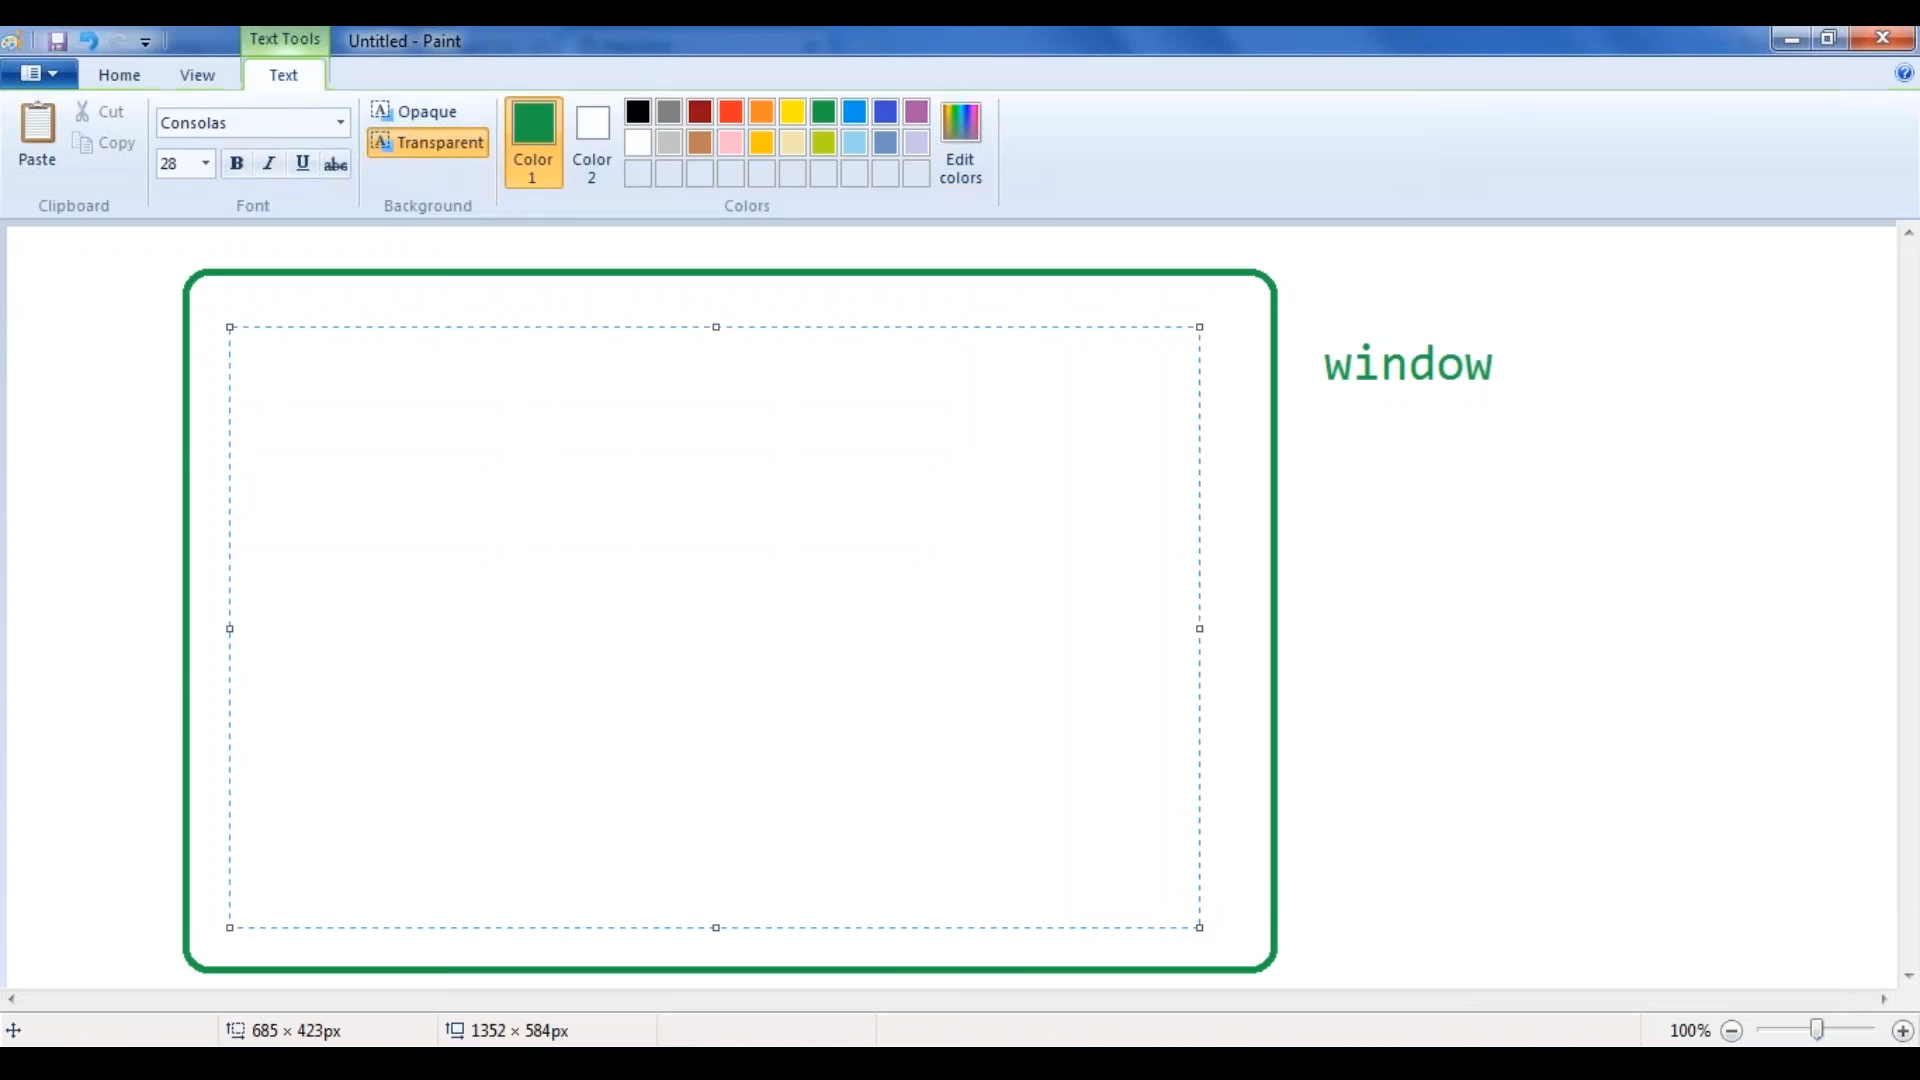 Text Tools
Untitled - Paint
Home
View
Text
Paste
Cut
Copy
Clipboard
Consolas
28
B I U abc
Font
Opaque
Transparent
Background
Color 1
Color 2
Edit colors
Colors
window
685 × 423px
1352 × 584px
100%